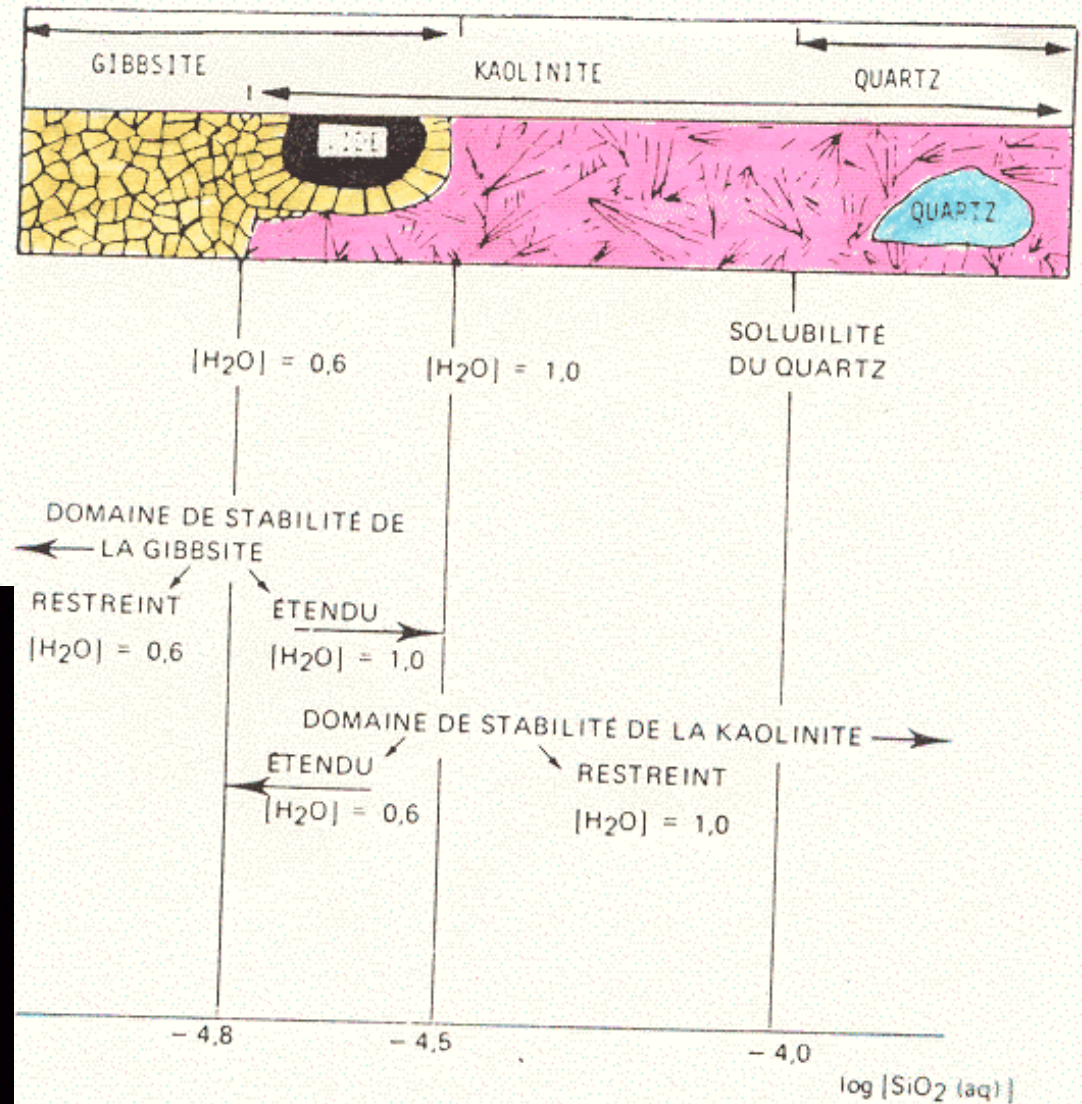 GIBBSITE
KAOLINITE
QUARTZ
QUARTZ
|H2O| = 0,6
|H2O| = 1,0
SOLUBILITÉ
DU QUARTZ
DOMAINE DE STABILITÉ DE
LA GIBBSITE
RESTREINT
|H2O| = 0,6
ÉTENDU
|H2O| = 1,0
DOMAINE DE STABILITÉ DE LA KAOLINITE
ÉTENDU
|H2O| = 0,6
RESTREINT
|H2O| = 1,0
– 4,8
– 4,5
– 4,0
log |SiO2 (aq)|